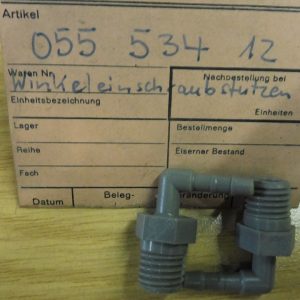 Artikel
055 534 12
Waren Nr.
Nachbestellung bei
Winkeleinschraubstutzen
Einheitsbezeichnung
Einheiten
Lager
Bestellmenge
Reihe
Eiserner Bestand
Fach
Datum
Beleg-